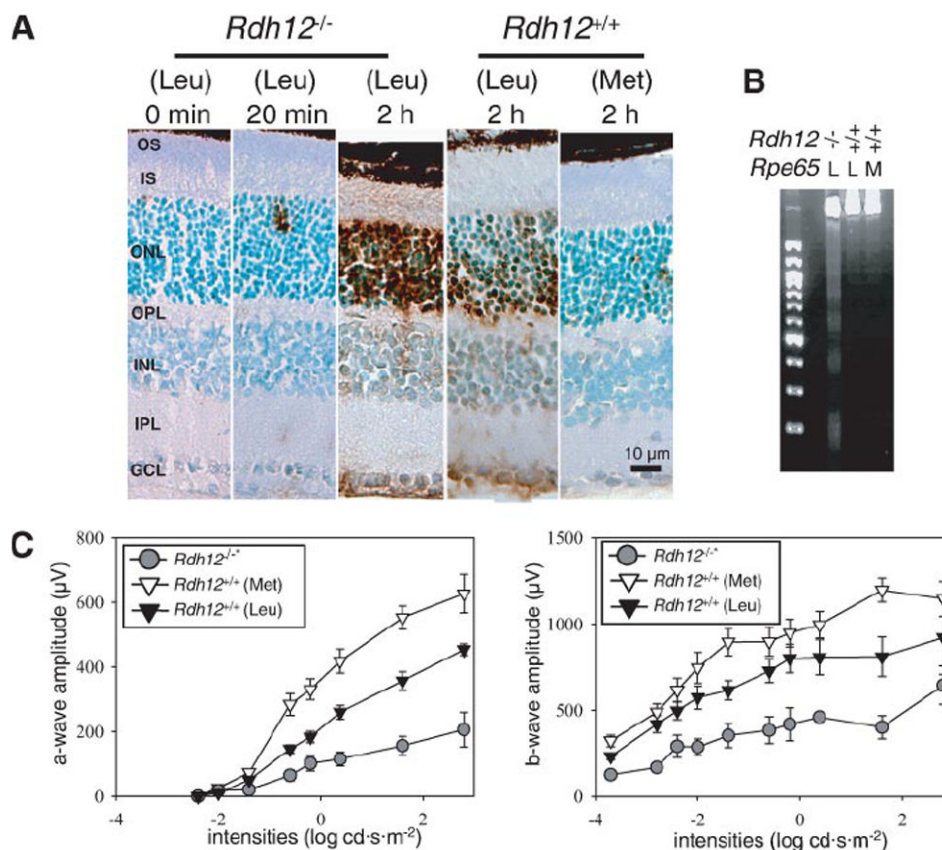 A
Rdh12-/- Rdh12+/+
(Leu) (Leu) (Leu) (Leu) (Met)
0 min 20 min 2 h 2 h 2 h
OS
IS
ONL
OPL
INL
IPL
GCL
10 µm
B
Rdh12 -/- +/+ +/+
Rpe65 L L M
C
800
600
400
200
0
a-wave amplitude (µV)
Rdh12-/-*
Rdh12+/+ (Met)
Rdh12+/+ (Leu)
-4 -2 0 2
intensities (log cd·s·m-2)
1500
1000
500
0
b-wave amplitude (µV)
Rdh12-/-*
Rdh12+/+ (Met)
Rdh12+/+ (Leu)
-4 -2 0 2
intensities (log cd·s·m-2)